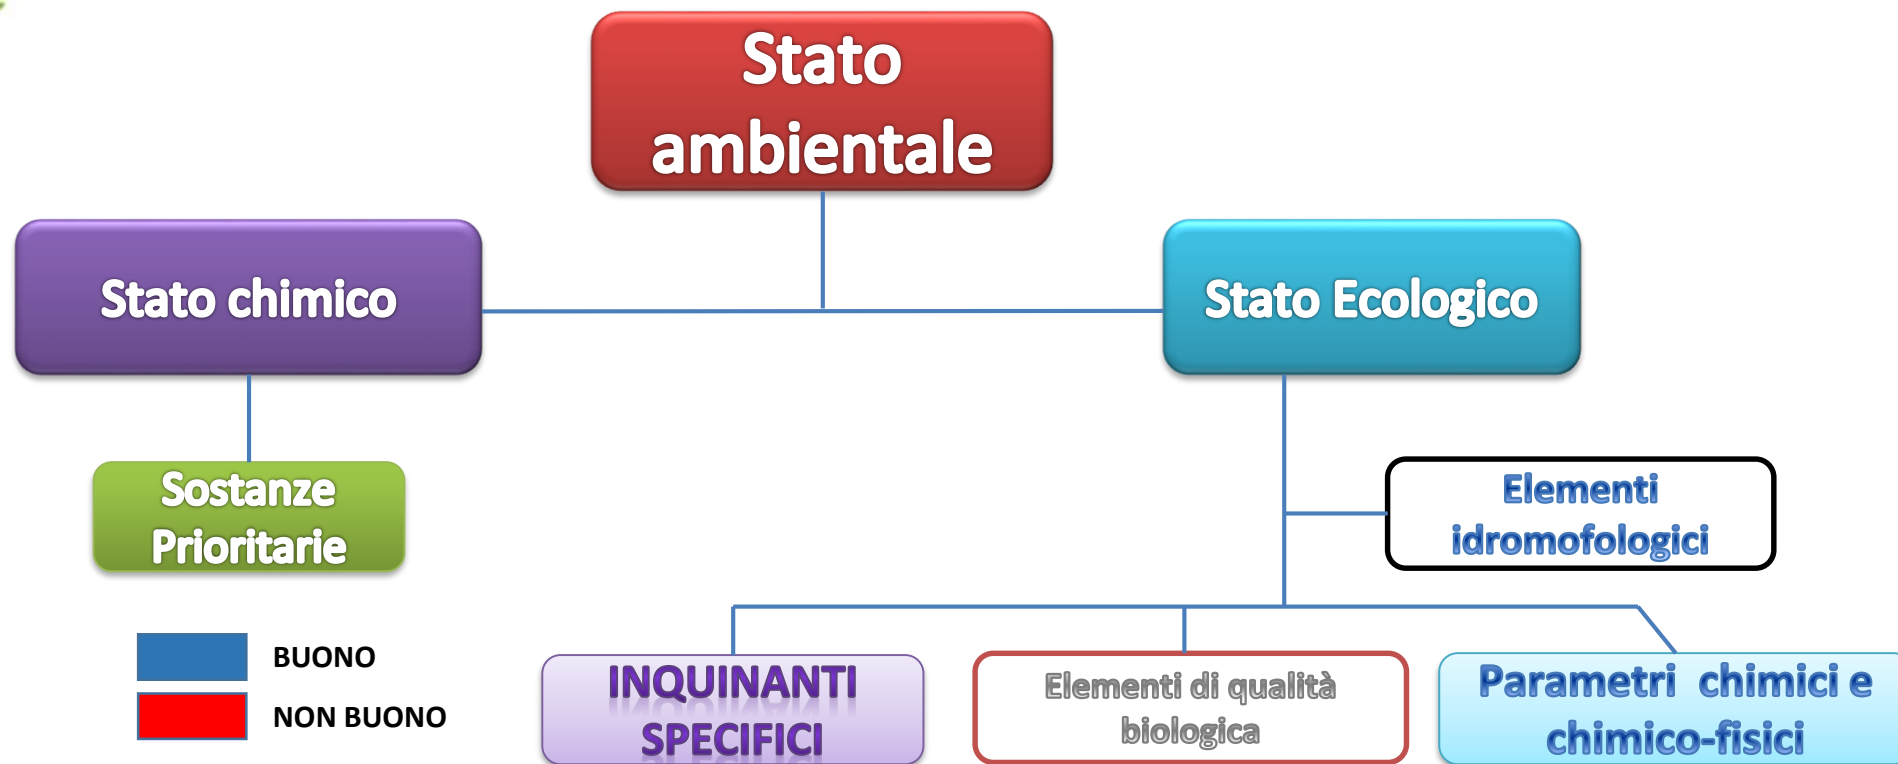 Stato
ambientale
Stato chimico
Stato Ecologico
Sostanze
Prioritarie
Elementi
idromofologici
BUONO
NON BUONO
INQUINANTI
SPECIFICI
Elementi di qualità
biologica
Parametri chimici e
chimico-fisici